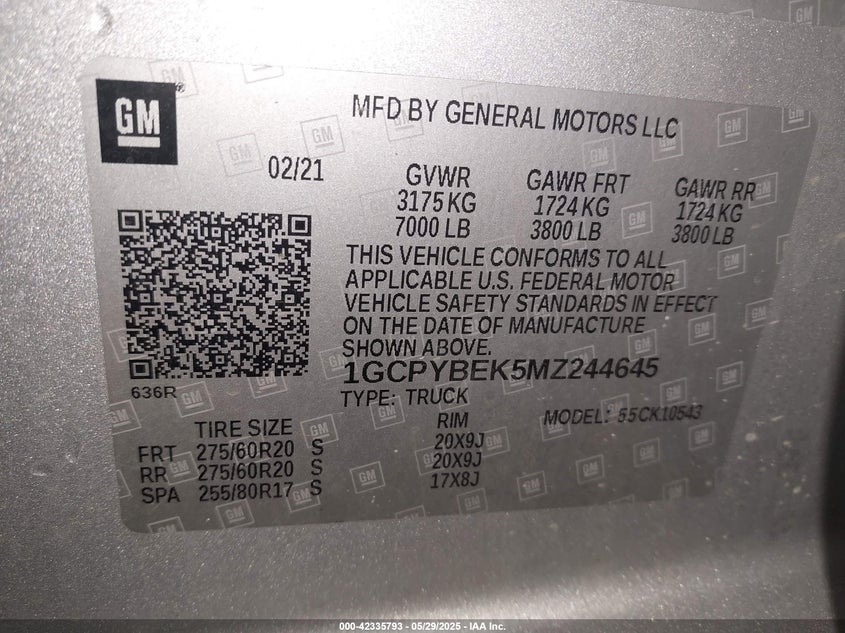 GM
MFD BY GENERAL MOTORS LLC
02/21
GVWR GAWR FRT GAWR RR
3175 KG 1724 KG 1724 KG
7000 LB 3800 LB 3800 LB
THIS VEHICLE CONFORMS TO ALL
APPLICABLE U.S. FEDERAL MOTOR
VEHICLE SAFETY STANDARDS IN EFFECT
ON THE DATE OF MANUFACTURE
SHOWN ABOVE.
1GCPYBEK5MZ244645
636R
TYPE: TRUCK
MODEL: 55CK10543
TIRE SIZE RIM
FRT 275/60R20 S 20X9J
RR 275/60R20 S 20X9J
SPA 255/80R17 S 17X8J
000-42335793 - 05/29/2025 - IAA Inc.